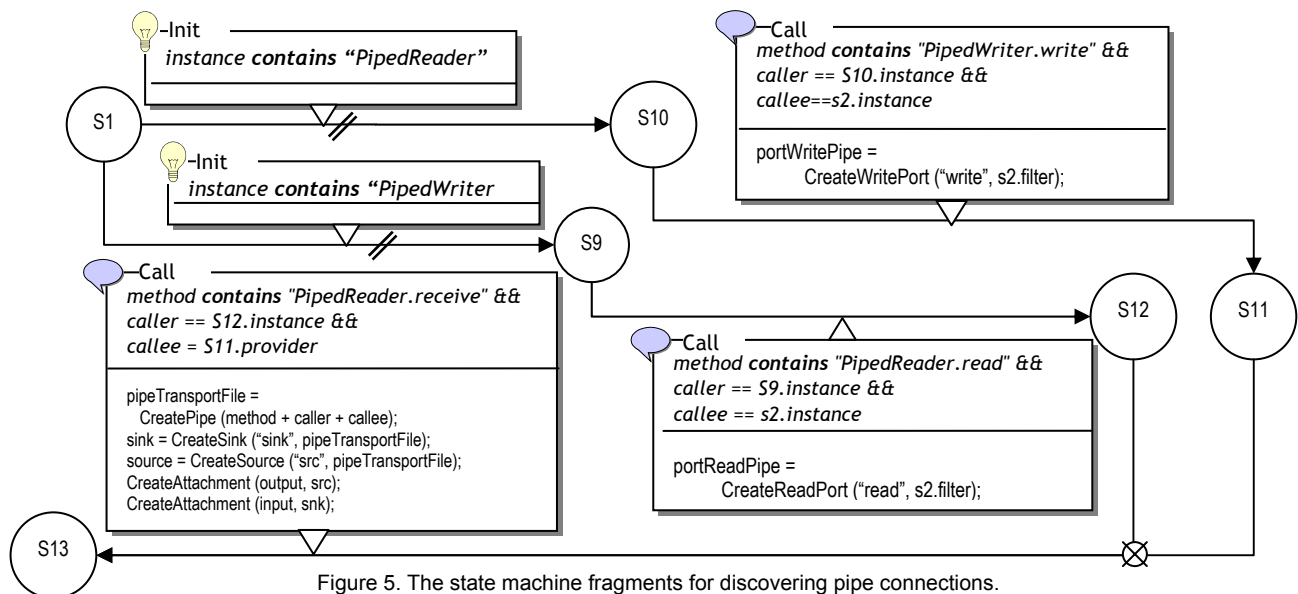 Init
instance contains “PipedReader”
S1
Init
instance contains “PipedWriter
S10
Call
method contains "PipedWriter.write" &&
caller == S10.instance &&
callee==s2.instance
portWritePipe =
CreateWritePort (“write”, s2.filter);
S9
Call
method contains "PipedReader.receive" &&
caller == S12.instance &&
callee = S11.provider
pipeTransportFile =
CreatePipe (method + caller + callee);
sink = CreateSink (“sink”, pipeTransportFile);
source = CreateSource (“src”, pipeTransportFile);
CreateAttachment (output, src);
CreateAttachment (input, snk);
Call
method contains "PipedReader.read" &&
caller == S9.instance &&
callee == s2.instance
portReadPipe =
CreateReadPort (“read”, s2.filter);
S12
S11
S13
Figure 5. The state machine fragments for discovering pipe connections.